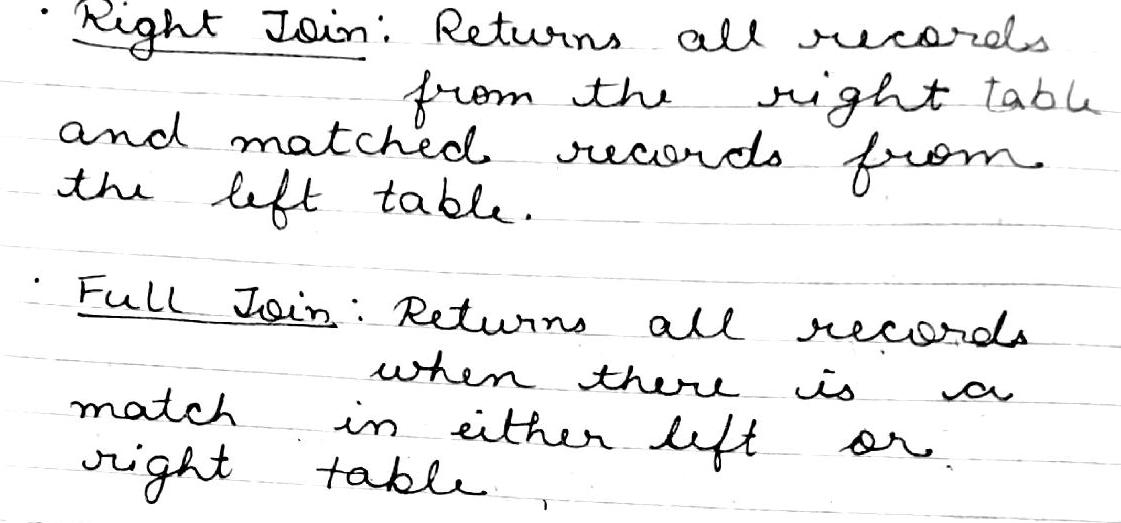 · Right Join: Returns all records
from the right table
and matched records from
the left table.
· Full Join: Returns all records
when there is a
match in either left or
right table.